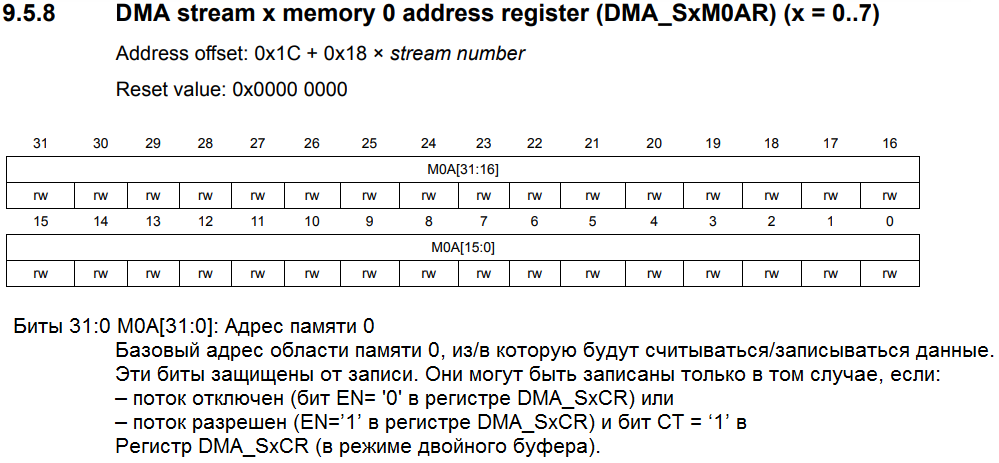 9.5.8 DMA stream x memory 0 address register (DMA_SxM0AR) (x = 0..7)
Address offset: 0x1C + 0x18 × stream number
Reset value: 0x0000 0000
31 30 29 28 27 26 25 24 23 22 21 20 19 18 17 16
M0A[31:16]
rw rw rw rw rw rw rw rw rw rw rw rw rw rw rw rw
15 14 13 12 11 10 9 8 7 6 5 4 3 2 1 0
M0A[15:0]
rw rw rw rw rw rw rw rw rw rw rw rw rw rw rw rw
Биты 31:0 M0A[31:0]: Адрес памяти 0
Базовый адрес области памяти 0, из/в которую будут считываться/записываться данные.
Эти биты защищены от записи. Они могут быть записаны только в том случае, если:
– поток отключен (бит EN= '0' в регистре DMA_SxCR) или
– поток разрешен (EN=’1’ в регистре DMA_SxCR) и бит CT = ‘1’ в
Регистр DMA_SxCR (в режиме двойного буфера).